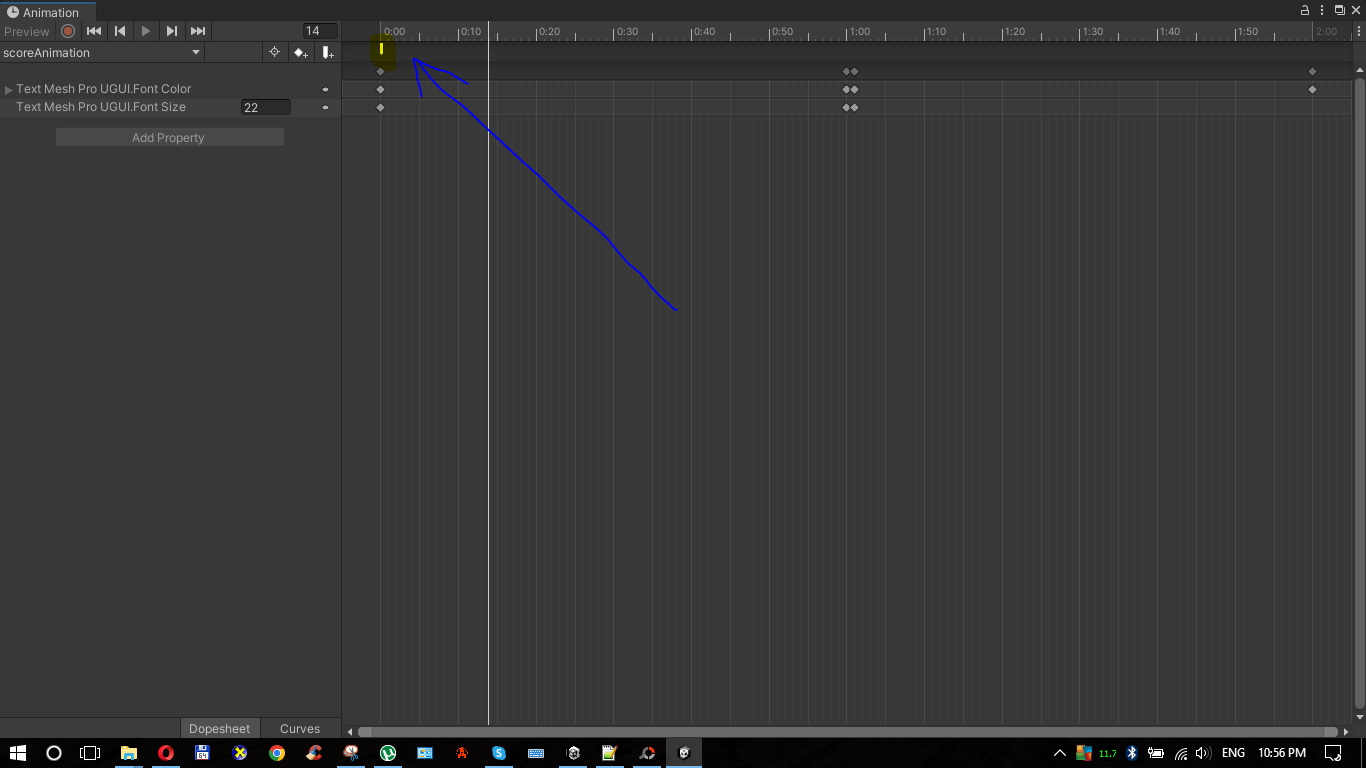 Animation
Preview 14 0:00 0:10 0:20 0:30 0:40 0:50 1:00 1:10 1:20 1:30 1:40 1:50 2:00
scoreAnimation
Text Mesh Pro UGUI.Font Color
Text Mesh Pro UGUI.Font Size 22
Add Property
Dopesheet Curves
64 11.7 ENG 10:56 PM